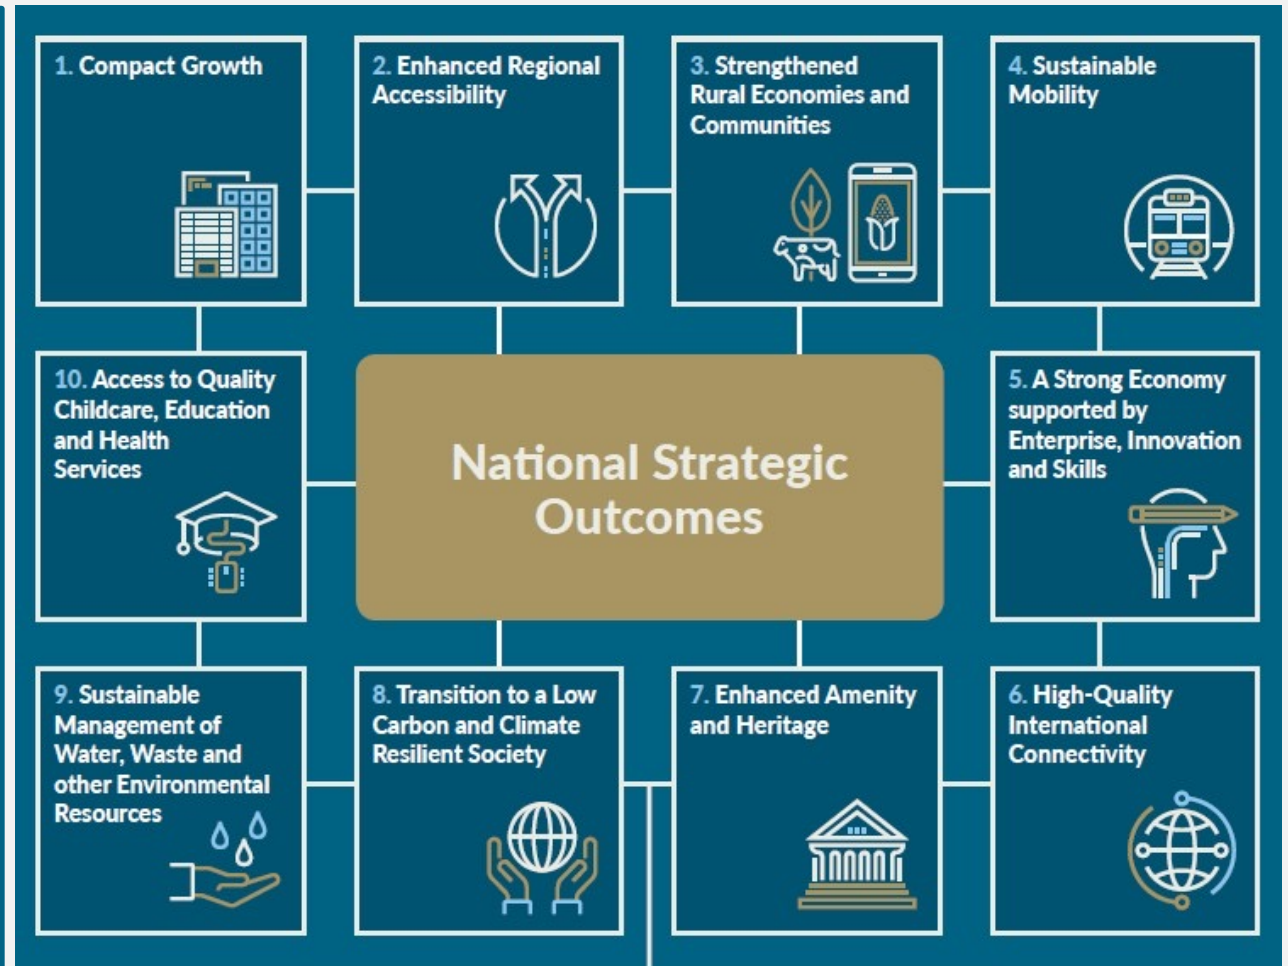 1. Compact Growth
2. Enhanced Regional
Accessibility
3. Strengthened
Rural Economies and
Communities
4. Sustainable
Mobility
10. Access to Quality
Childcare, Education
and Health
Services
National Strategic
Outcomes
5. A Strong Economy
supported by
Enterprise, Innovation
and Skills
9. Sustainable
Management of
Water, Waste and
other Environmental
Resources
8. Transition to a Low
Carbon and Climate
Resilient Society
7. Enhanced Amenity
and Heritage
6. High-Quality
International
Connectivity